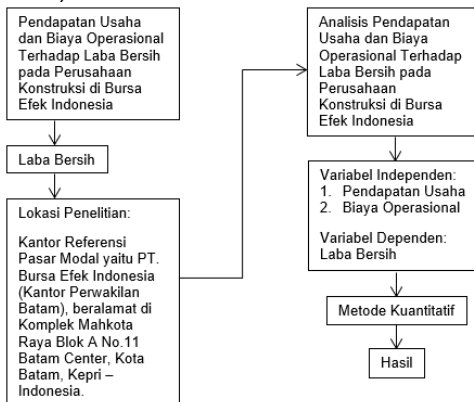 Pendapatan Usaha
dan Biaya Operasional
Terhadap Laba Bersih
pada Perusahaan
Konstruksi di Bursa
Efek Indonesia
Laba Bersih
Lokasi Penelitian:
Kantor Referensi
Pasar Modal yaitu PT.
Bursa Efek Indonesia
(Kantor Perwakilan
Batam), beralamat di
Komplek Mahkota
Raya Blok A No.11
Batam Center, Kota
Batam, Kepri –
Indonesia.
Analisis Pendapatan
Usaha dan Biaya
Operasional Terhadap
Laba Bersih pada
Perusahaan
Konstruksi di Bursa
Efek Indonesia
Variabel Independen:
1. Pendapatan Usaha
2. Biaya Operasional
Variabel Dependen:
Laba Bersih
Metode Kuantitatif
Hasil